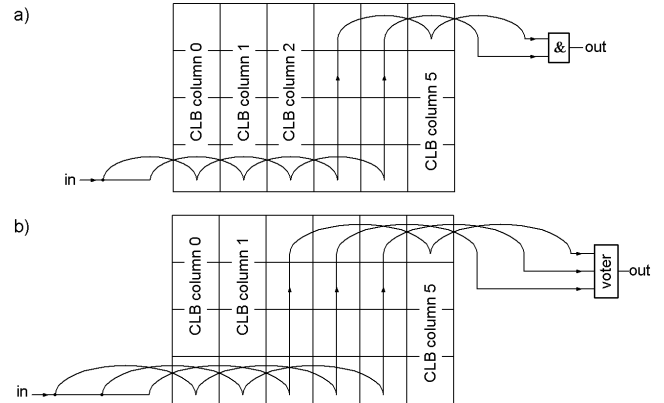 a)
CLB column 0
CLB column 1
CLB column 2
CLB column 5
&
out
in
b)
CLB column 0
CLB column 1
CLB column 5
voter
out
in